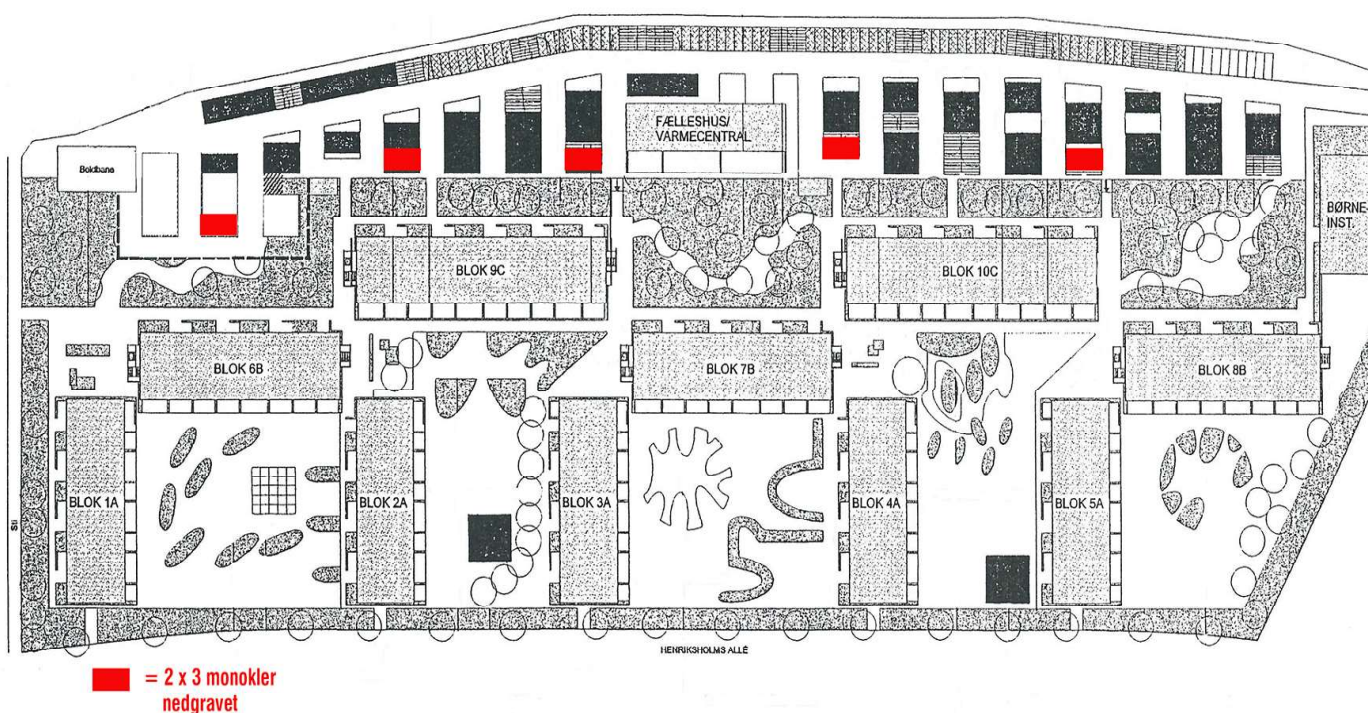 FÆLLESHUS/
VARMECENTRAL
Boldbane
BØRNE-
INST.
BLOK 9C
BLOK 10C
BLOK 6B
BLOK 7B
BLOK 8B
BLOK 1A
BLOK 2A
BLOK 3A
BLOK 4A
BLOK 5A
Sti
HENRIKSHOLMS ALLÉ
= 2 x 3 monokler
nedgravet